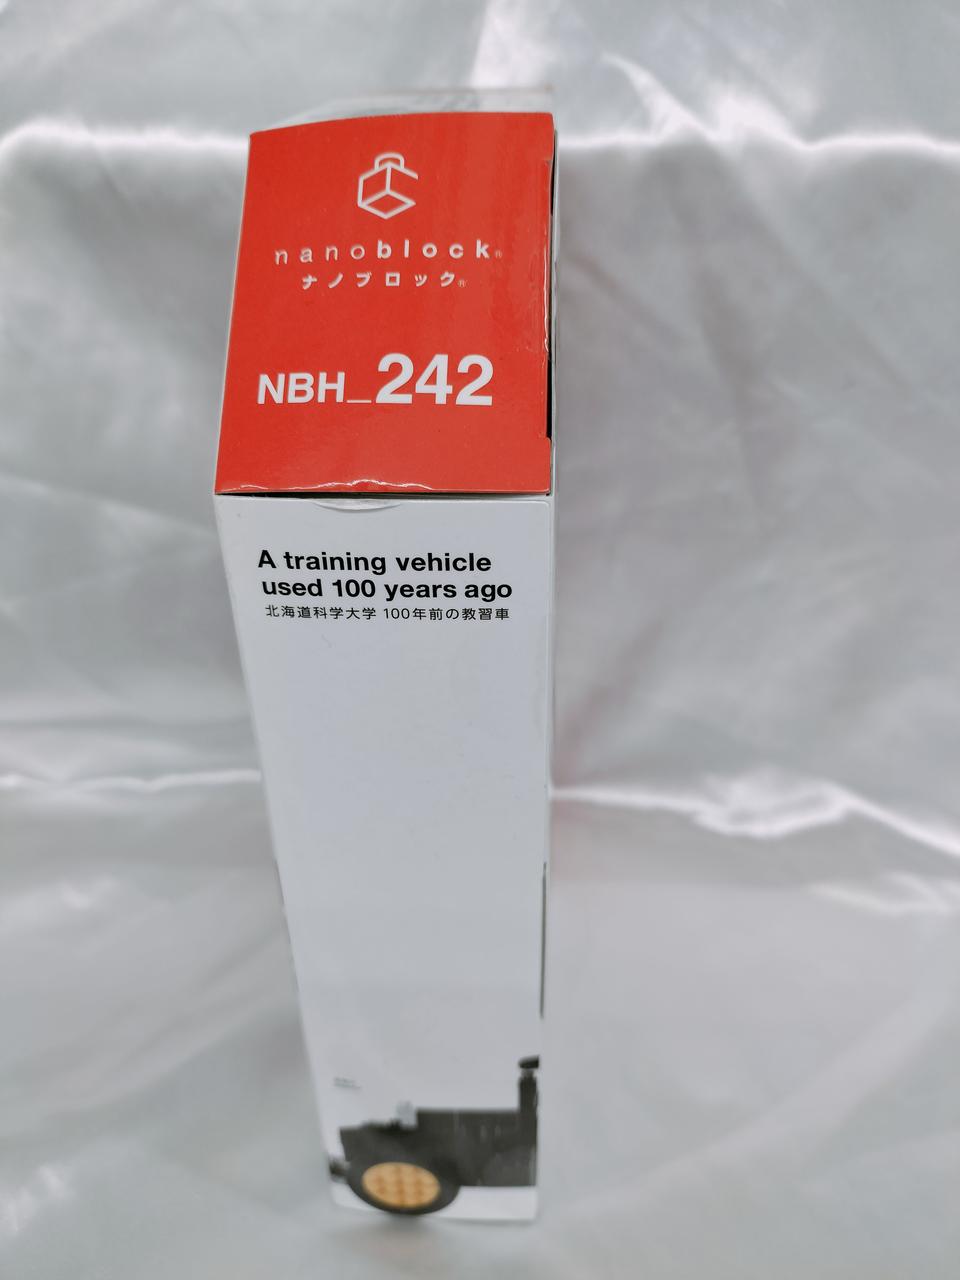 nanoblock®
ナノブロック®
NBH_242
A training vehicle
used 100 years ago
北海道科学大学 100年前の教習車